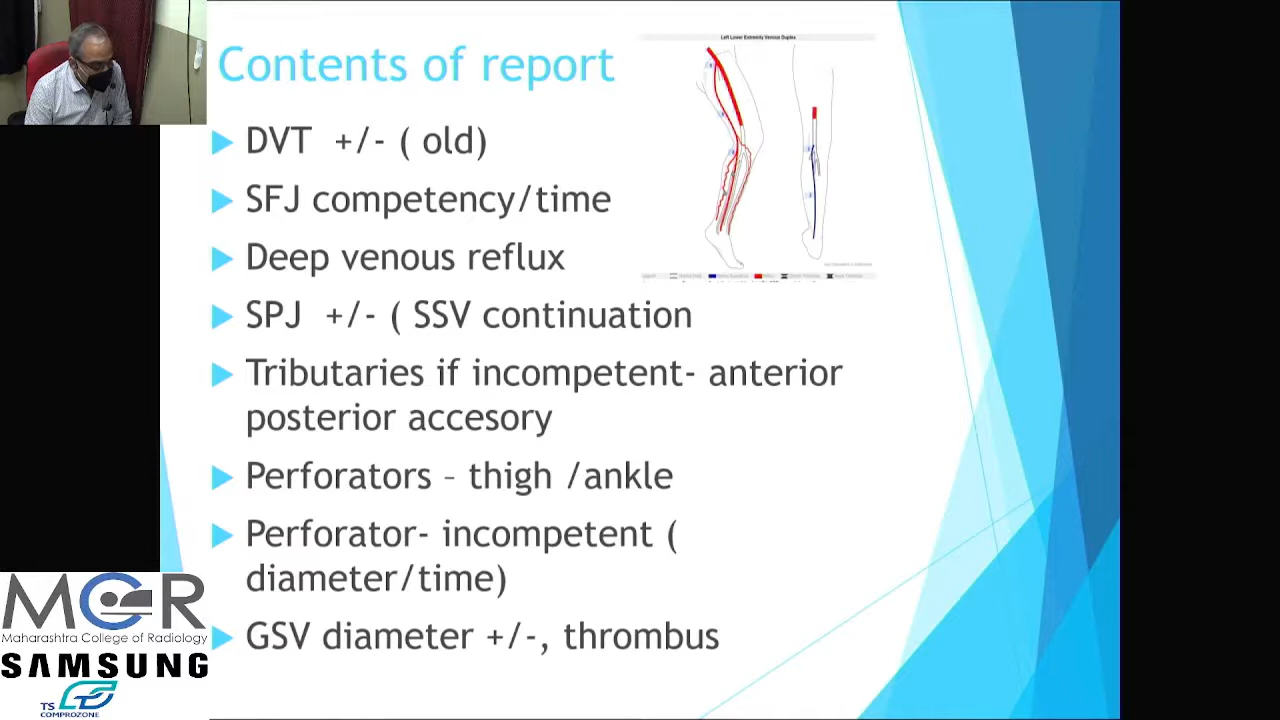 Contents of report
Left Lower Extremity Venous Duplex
DVT +/- ( old)
SFJ competency/time
Deep venous reflux
SPJ +/- ( SSV continuation
Tributaries if incompetent- anterior
posterior accesory
Perforators – thigh /ankle
Perforator- incompetent (
diameter/time)
GSV diameter +/-, thrombus
MCR
Maharashtra College of Radiology
SAMSUNG
TS
COMPROZONE